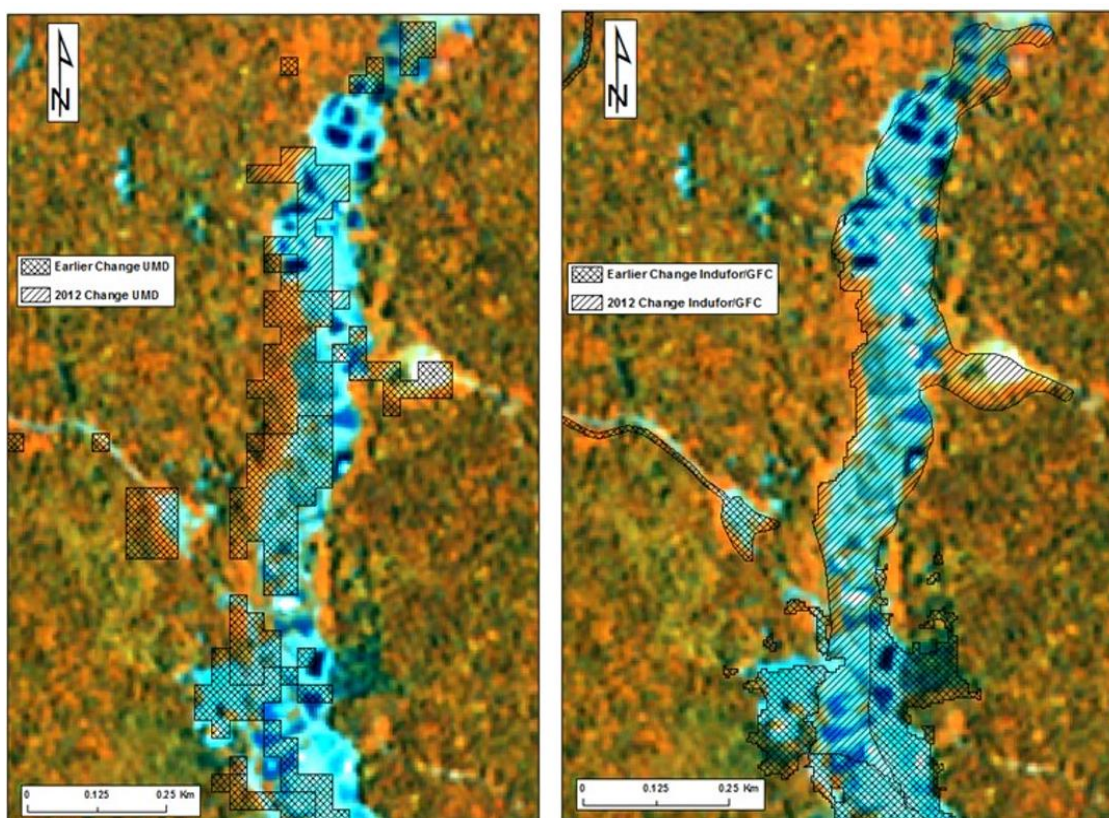 N
N
Earlier Change UMD
2012 Change UMD
Earlier Change Indufor/GFC
2012 Change Indufor/GFC
0 0.125 0.25 Km
0 0.125 0.25 Km